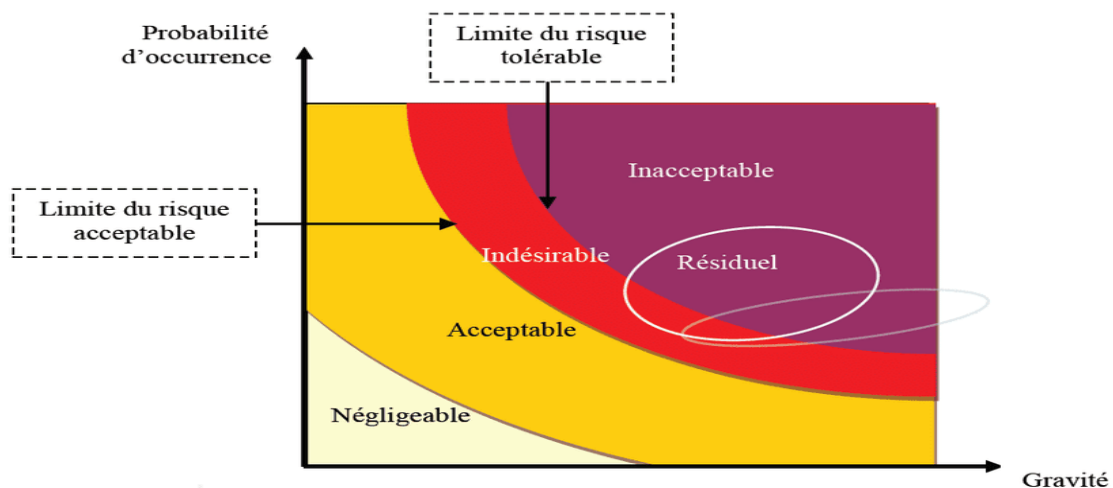 Probabilité
d'occurrence
Limite du risque
tolérable
Inacceptable
Limite du risque
acceptable
Indésirable
Résiduel
Acceptable
Négligeable
Gravité